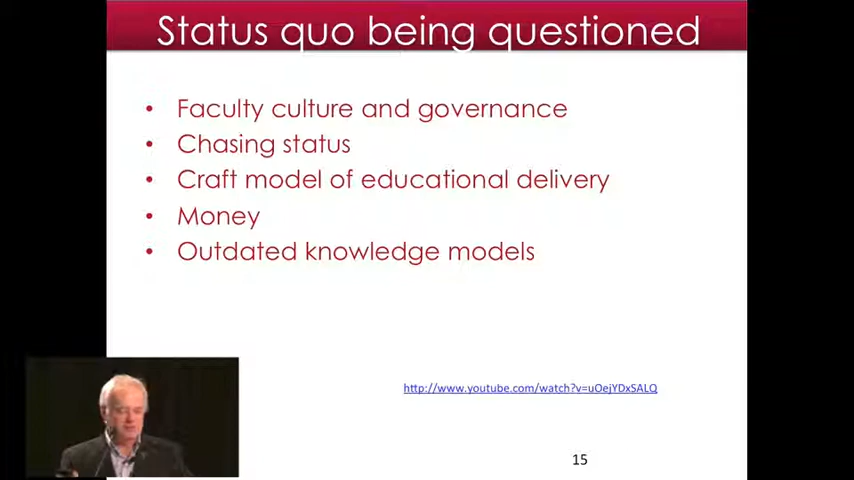 Status quo being questioned
• Faculty culture and governance
• Chasing status
• Craft model of educational delivery
• Money
• Outdated knowledge models
http://www.youtube.com/watch?v=uOejYDxSALQ
15